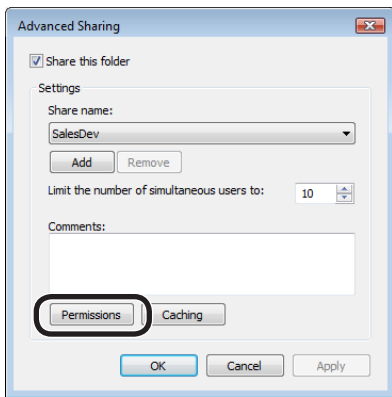 Advanced Sharing
Share this folder
Settings
Share name:
SalesDev
Add Remove
Limit the number of simultaneous users to: 10
Comments:
Permissions Caching
OK Cancel Apply